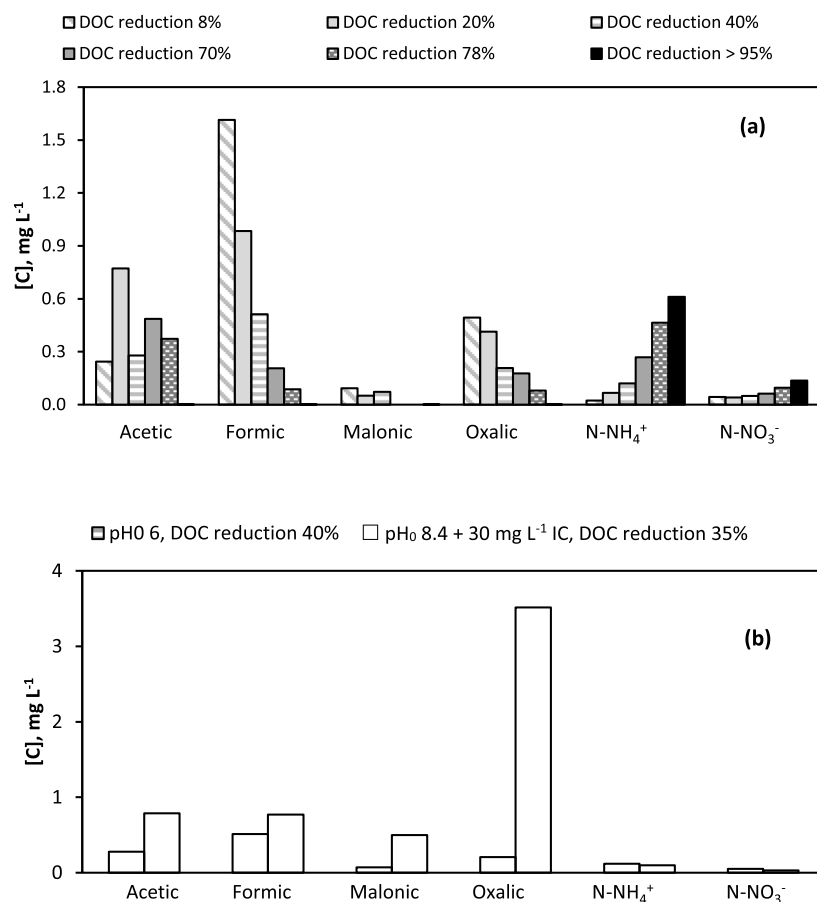 DOC reduction 8% DOC reduction 20% DOC reduction 40%
DOC reduction 70% DOC reduction 78% DOC reduction > 95%
1.8
(a)
1.5
1.2
0.9
0.6
0.3
0.0
[C], mg L⁻¹
Acetic Formic Malonic Oxalic N-NH₄⁺ N-NO₃⁻
pH0 6, DOC reduction 40% pH₀ 8.4 + 30 mg L⁻¹ IC, DOC reduction 35%
4
(b)
3
2
1
0
[C], mg L⁻¹
Acetic Formic Malonic Oxalic N-NH₄⁺ N-NO₃⁻